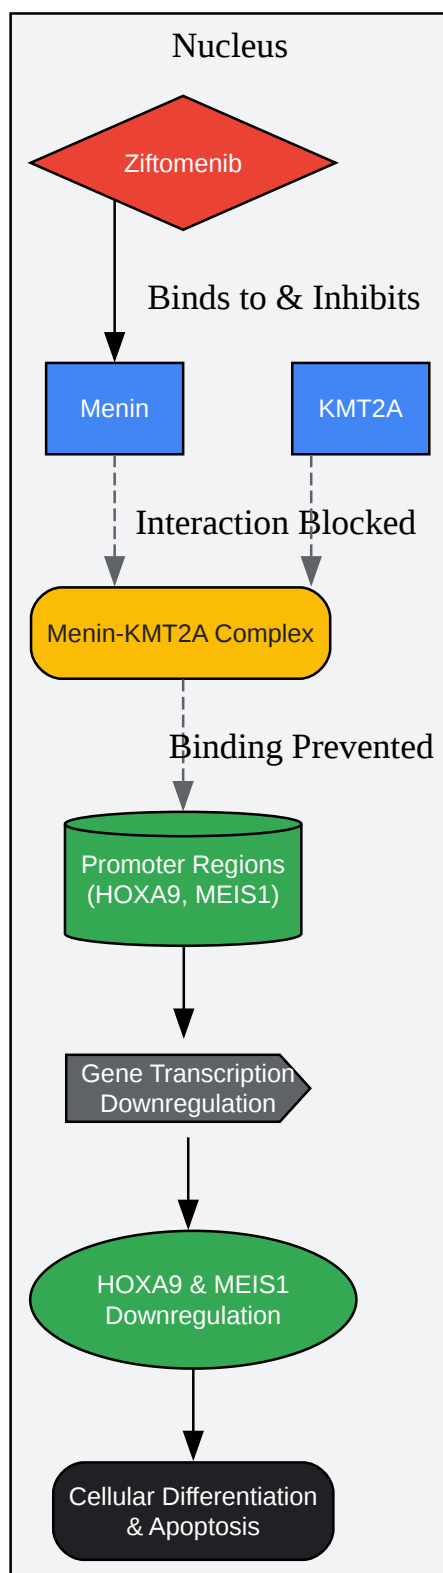 Nucleus
Ziftomenib
Binds to & Inhibits
Menin
KMT2A
Interaction Blocked
Menin-KMT2A Complex
Binding Prevented
Promoter Regions
(HOXA9, MEIS1)
Gene Transcription
Downregulation
HOXA9 & MEIS1
Downregulation
Cellular Differentiation
& Apoptosis